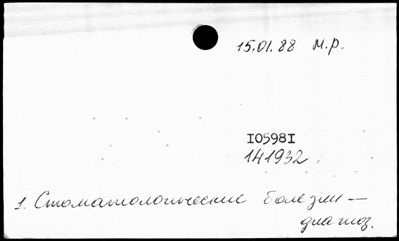 15.01.88 м.р.
I0598I
141932
1. Стоматологические болезни —
диагноз.